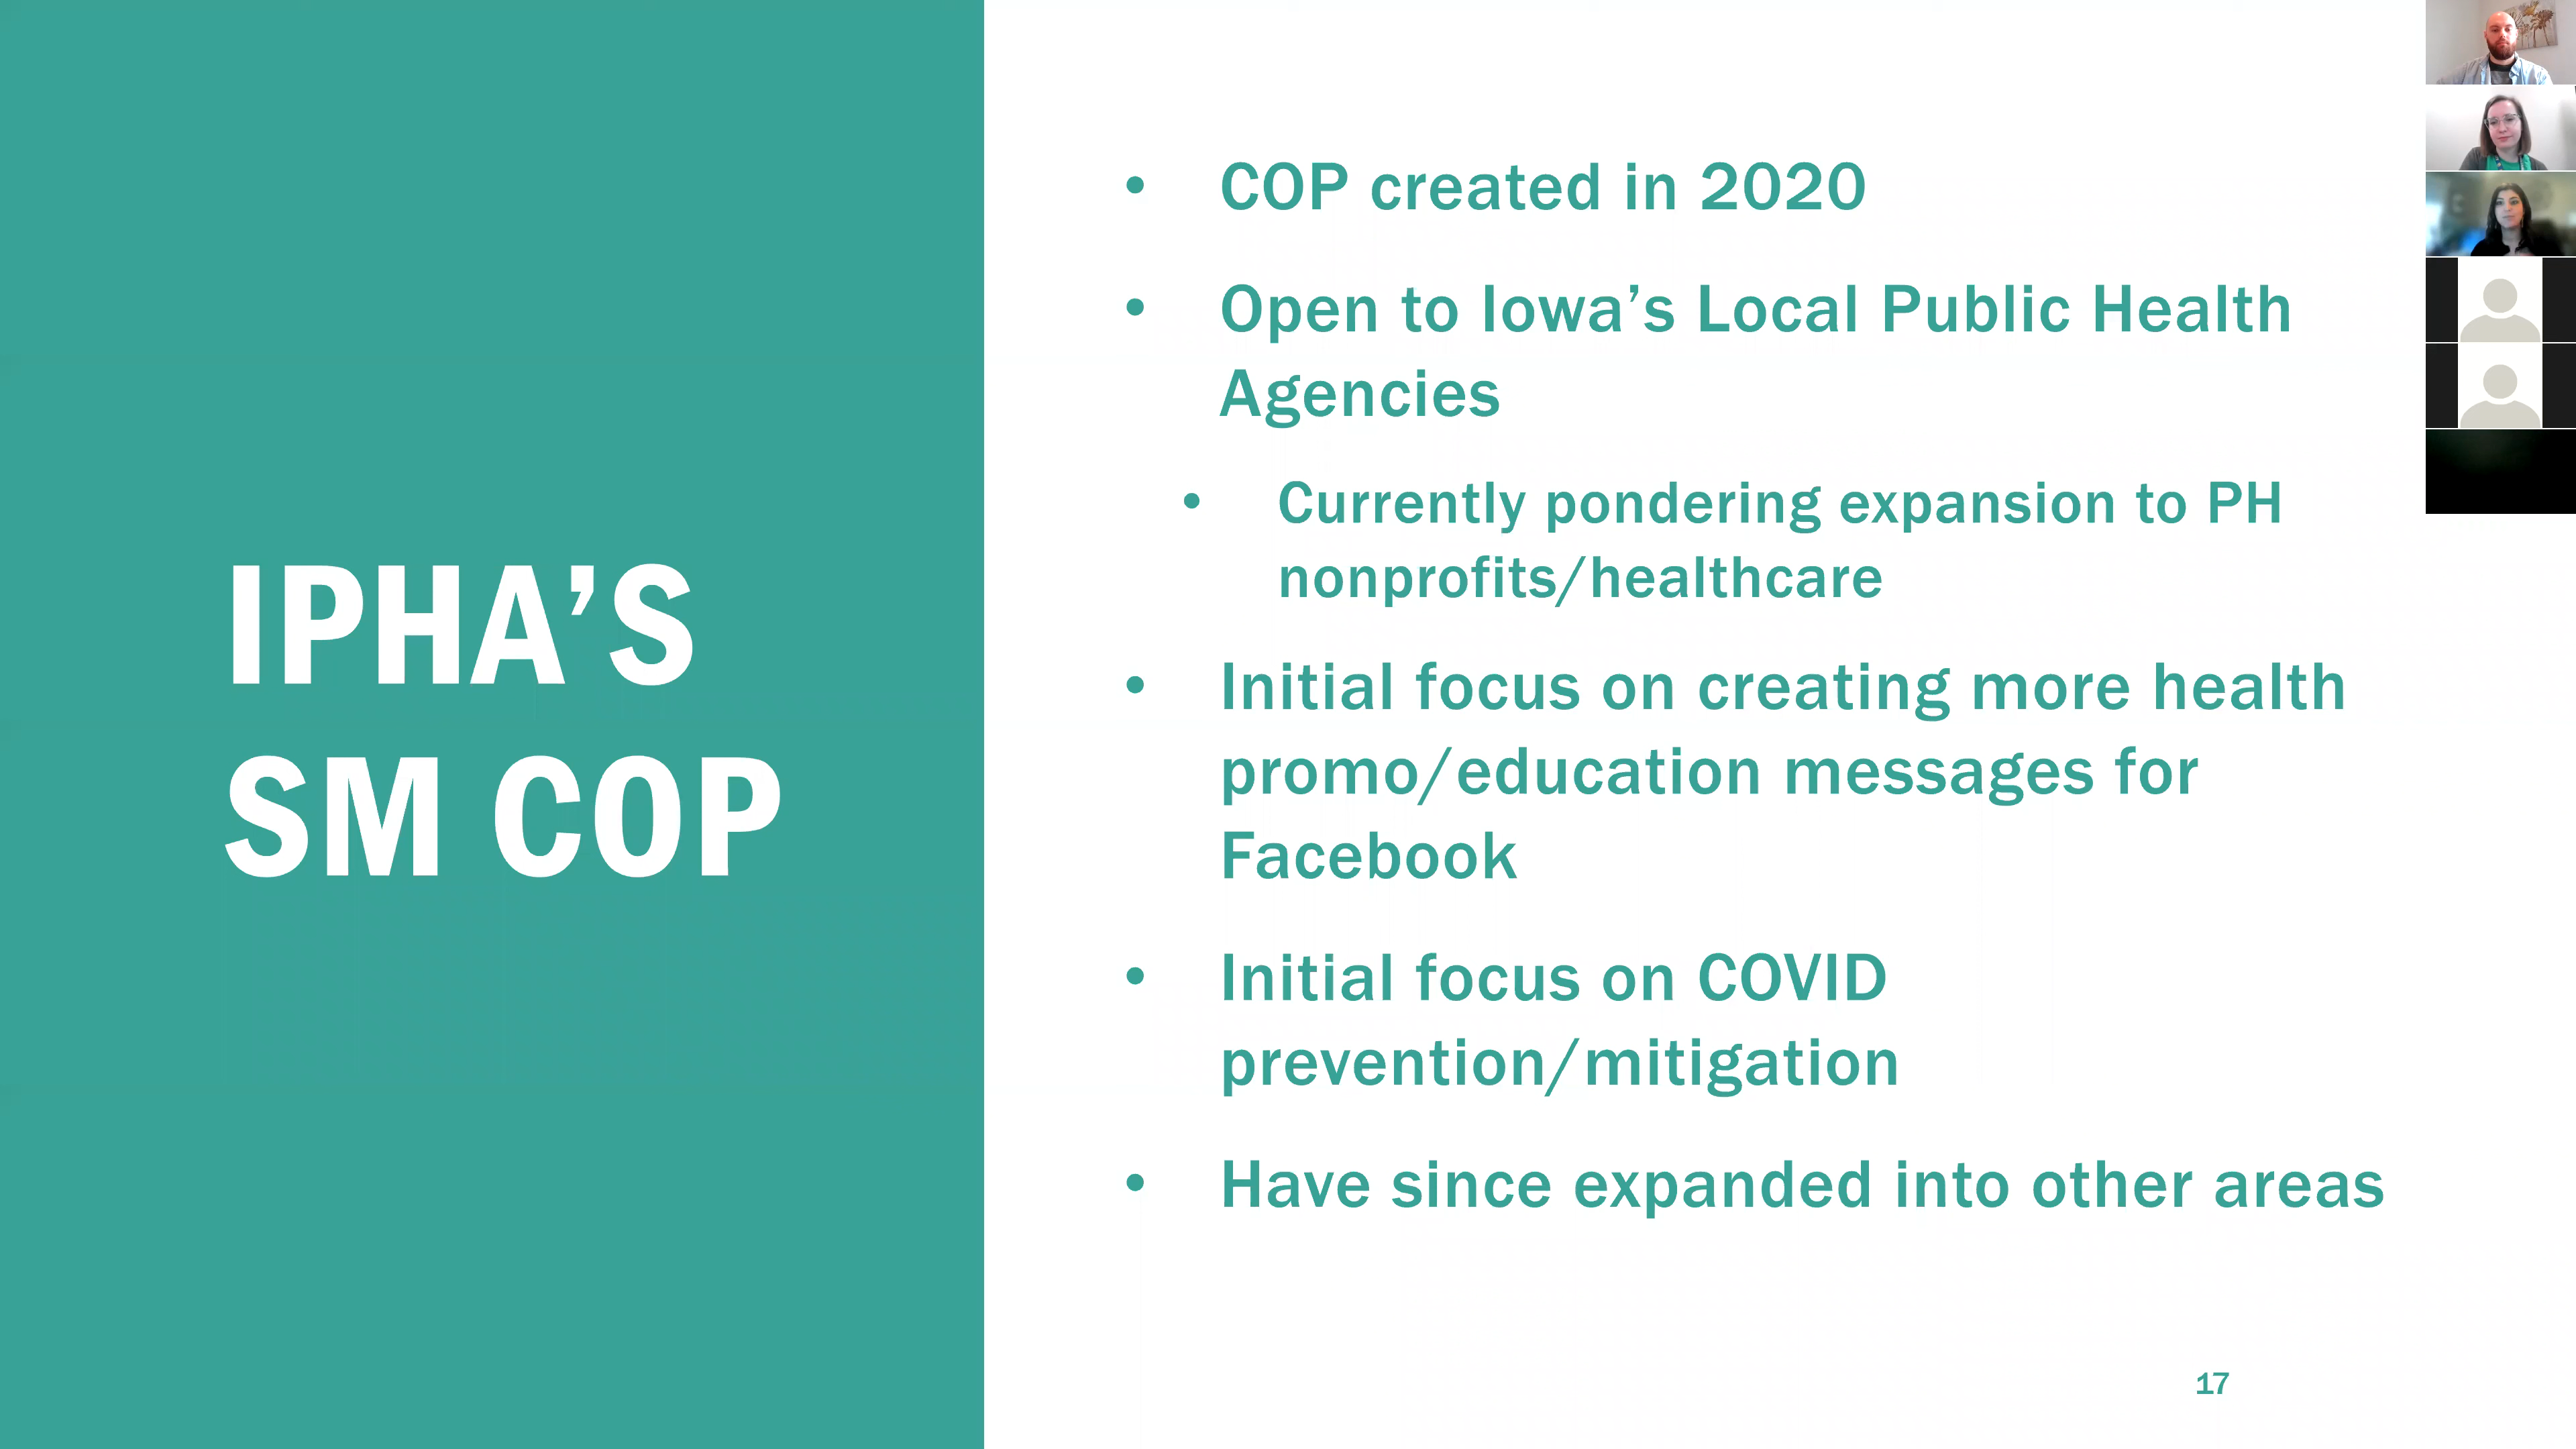 IPHA’S
SM COP
• COP created in 2020
• Open to Iowa’s Local Public Health
Agencies
• Currently pondering expansion to PH
nonprofits/healthcare
• Initial focus on creating more health
promo/education messages for
Facebook
• Initial focus on COVID
prevention/mitigation
• Have since expanded into other areas
17